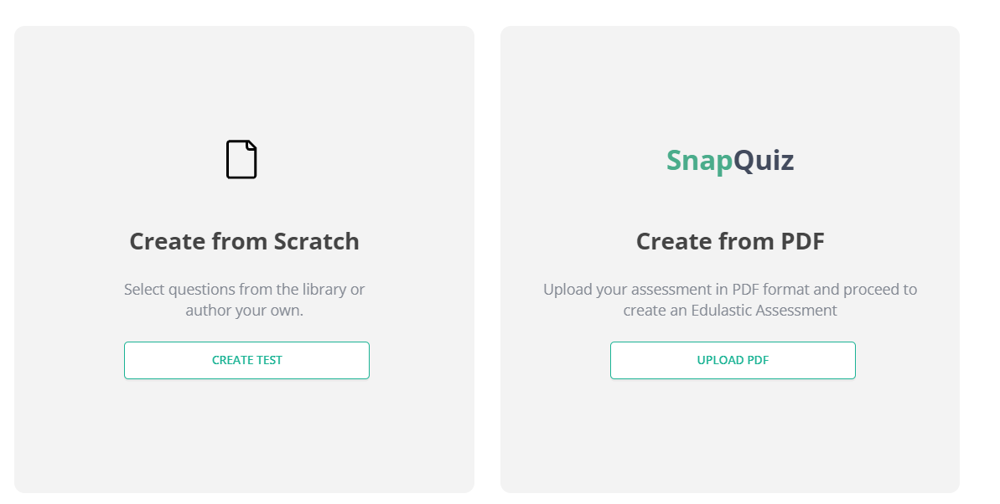 Create from Scratch
Select questions from the library or
author your own.
CREATE TEST
SnapQuiz
Create from PDF
Upload your assessment in PDF format and proceed to
create an Edulastic Assessment
UPLOAD PDF